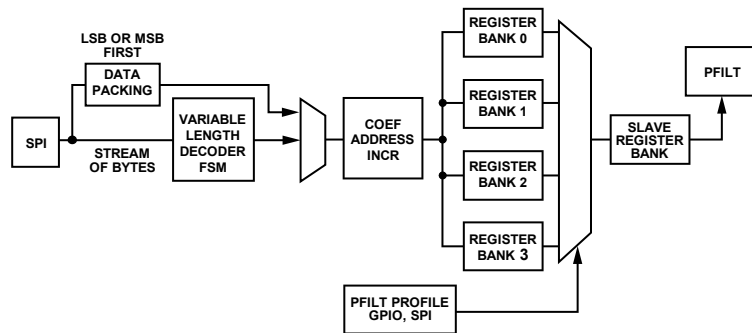 LSB OR MSB
FIRST
DATA
PACKING
SPI
STREAM
OF BYTES
VARIABLE
LENGTH
DECODER
FSM
COEF
ADDRESS
INCR
REGISTER
BANK 0
REGISTER
BANK 1
REGISTER
BANK 2
REGISTER
BANK 3
PFILT PROFILE
GPIO, SPI
SLAVE
REGISTER
BANK
PFILT